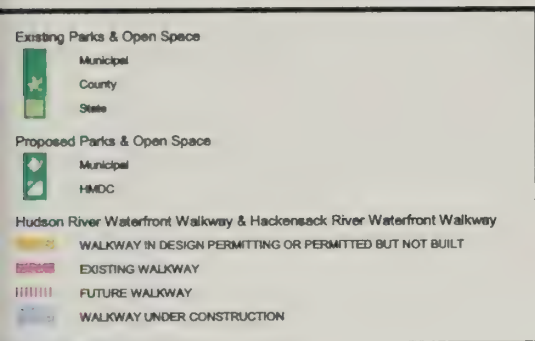 Existing Parks & Open Space
Municipal
County
State
Proposed Parks & Open Space
Municipal
HMDC
Hudson River Waterfront Walkway & Hackensack River Waterfront Walkway
WALKWAY IN DESIGN PERMITTING OR PERMITTED BUT NOT BUILT
EXISTING WALKWAY
FUTURE WALKWAY
WALKWAY UNDER CONSTRUCTION